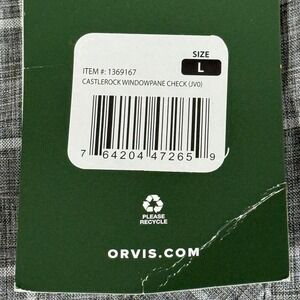 SIZE
L
ITEM #: 1369167
CASTLEROCK WINDOWPANE CHECK (JV0)
7 64204 47265 9
PLEASE
RECYCLE
ORVIS.COM